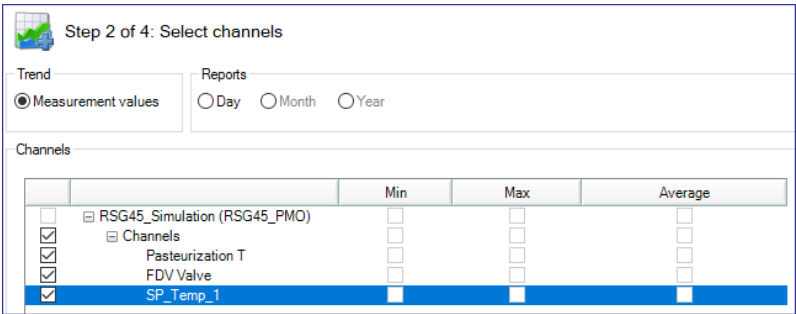 Step 2 of 4: Select channels
Trend Reports
Measurement values Day Month Year
Channels
Min Max Average
RSG45_Simulation (RSG45_PMO)
Channels
Pasteurization T
FDV Valve
SP_Temp_1